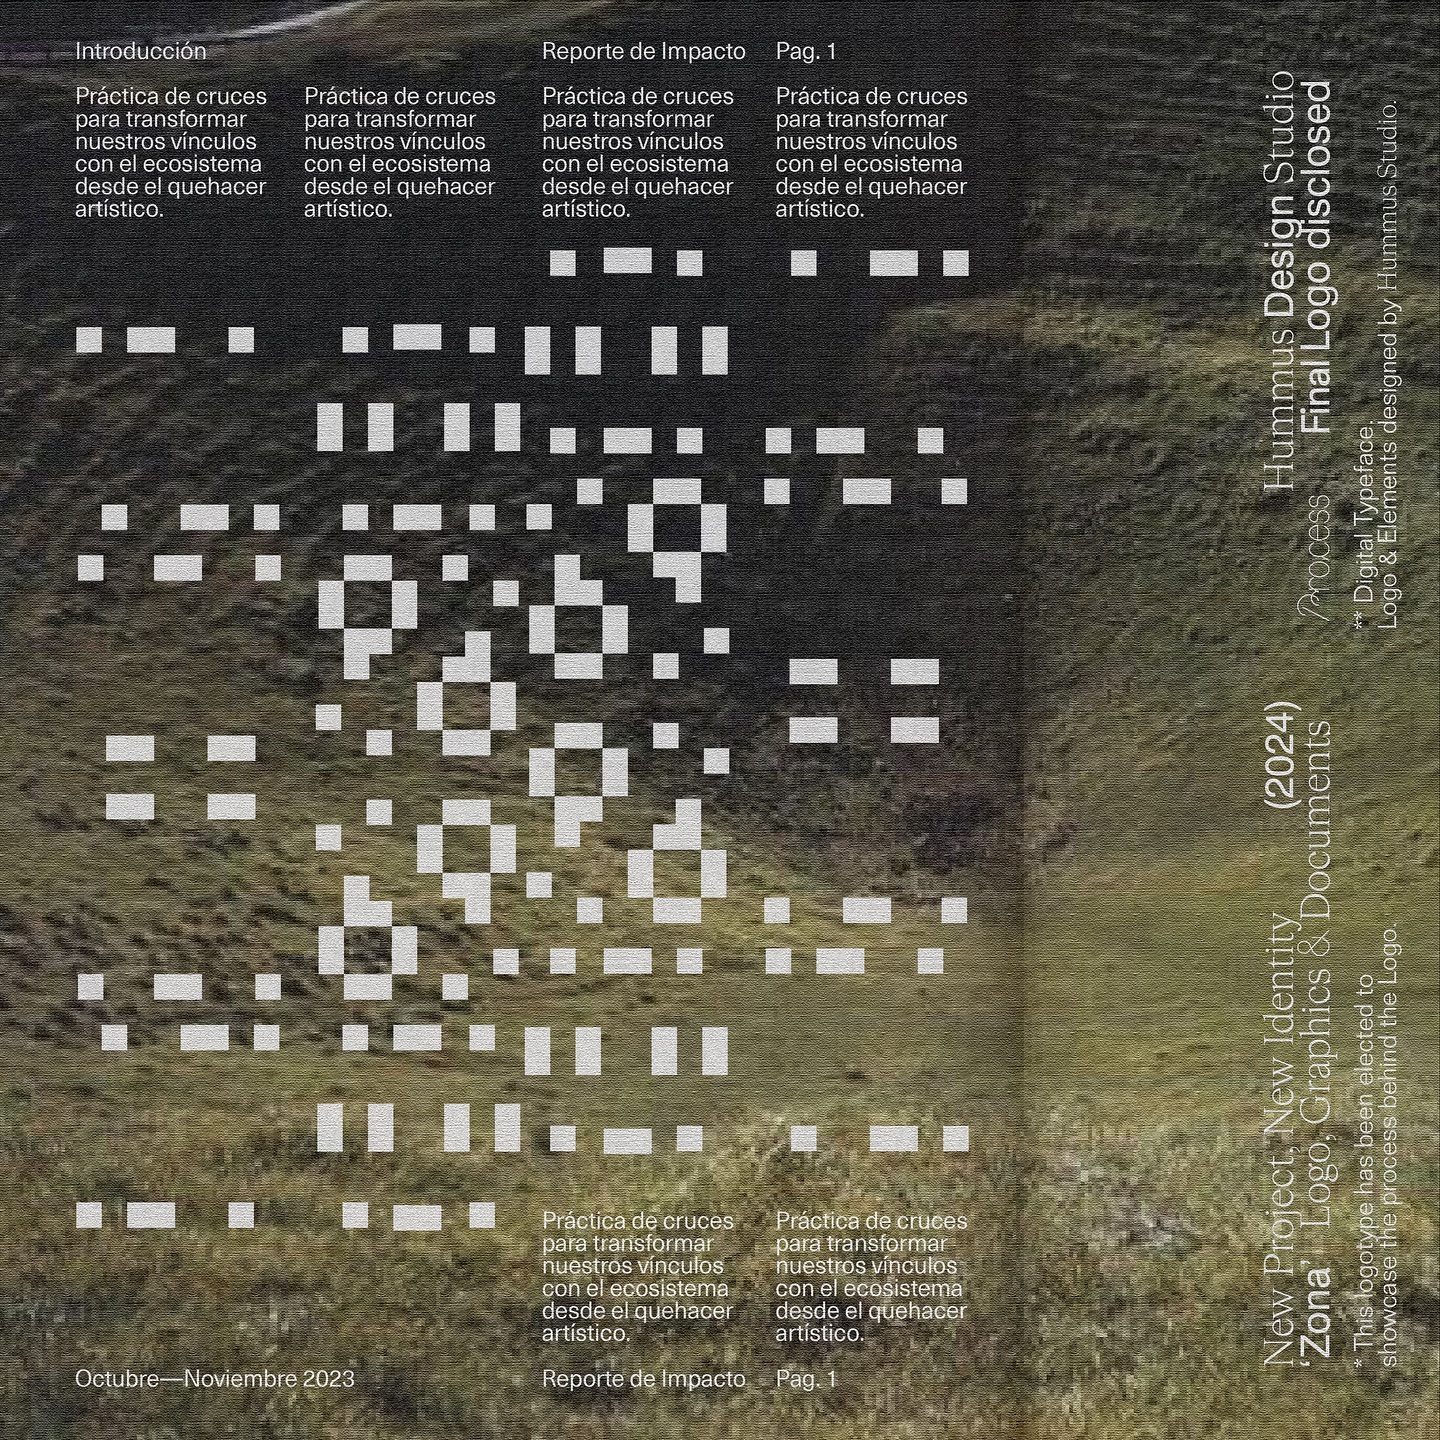 Introducción
Reporte de Impacto
Pag. 1
Práctica de cruces
para transformar
nuestros vínculos
con el ecosistema
desde el quehacer
artístico.
Práctica de cruces
para transformar
nuestros vínculos
con el ecosistema
desde el quehacer
artístico.
Práctica de cruces
para transformar
nuestros vínculos
con el ecosistema
desde el quehacer
artístico.
Práctica de cruces
para transformar
nuestros vínculos
con el ecosistema
desde el quehacer
artístico.
Práctica de cruces
para transformar
nuestros vínculos
con el ecosistema
desde el quehacer
artístico.
Práctica de cruces
para transformar
nuestros vínculos
con el ecosistema
desde el quehacer
artístico.
Octubre—Noviembre 2023
Reporte de Impacto
Pag. 1
New Project, New Identity (2024)
‘Zona’ Logo, Graphics & Documents
* This logotype has been elected to
showcase the process behind the Logo.
Hummus Design Studio
Process Final Logo disclosed
** Digital Typeface.
Logo & Elements designed by Hummus Studio.